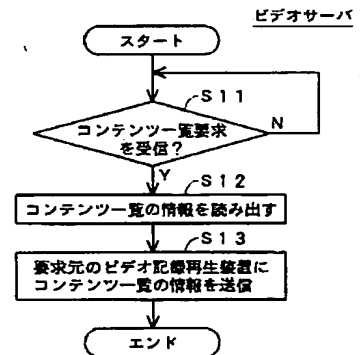 ビデオサーバ
スタート
S11
コンテンツ一覧要求
を受信?
N
Y
S12
コンテンツ一覧の情報を読み出す
S13
要求元のビデオ記録再生装置に
コンテンツ一覧の情報を送信
エンド